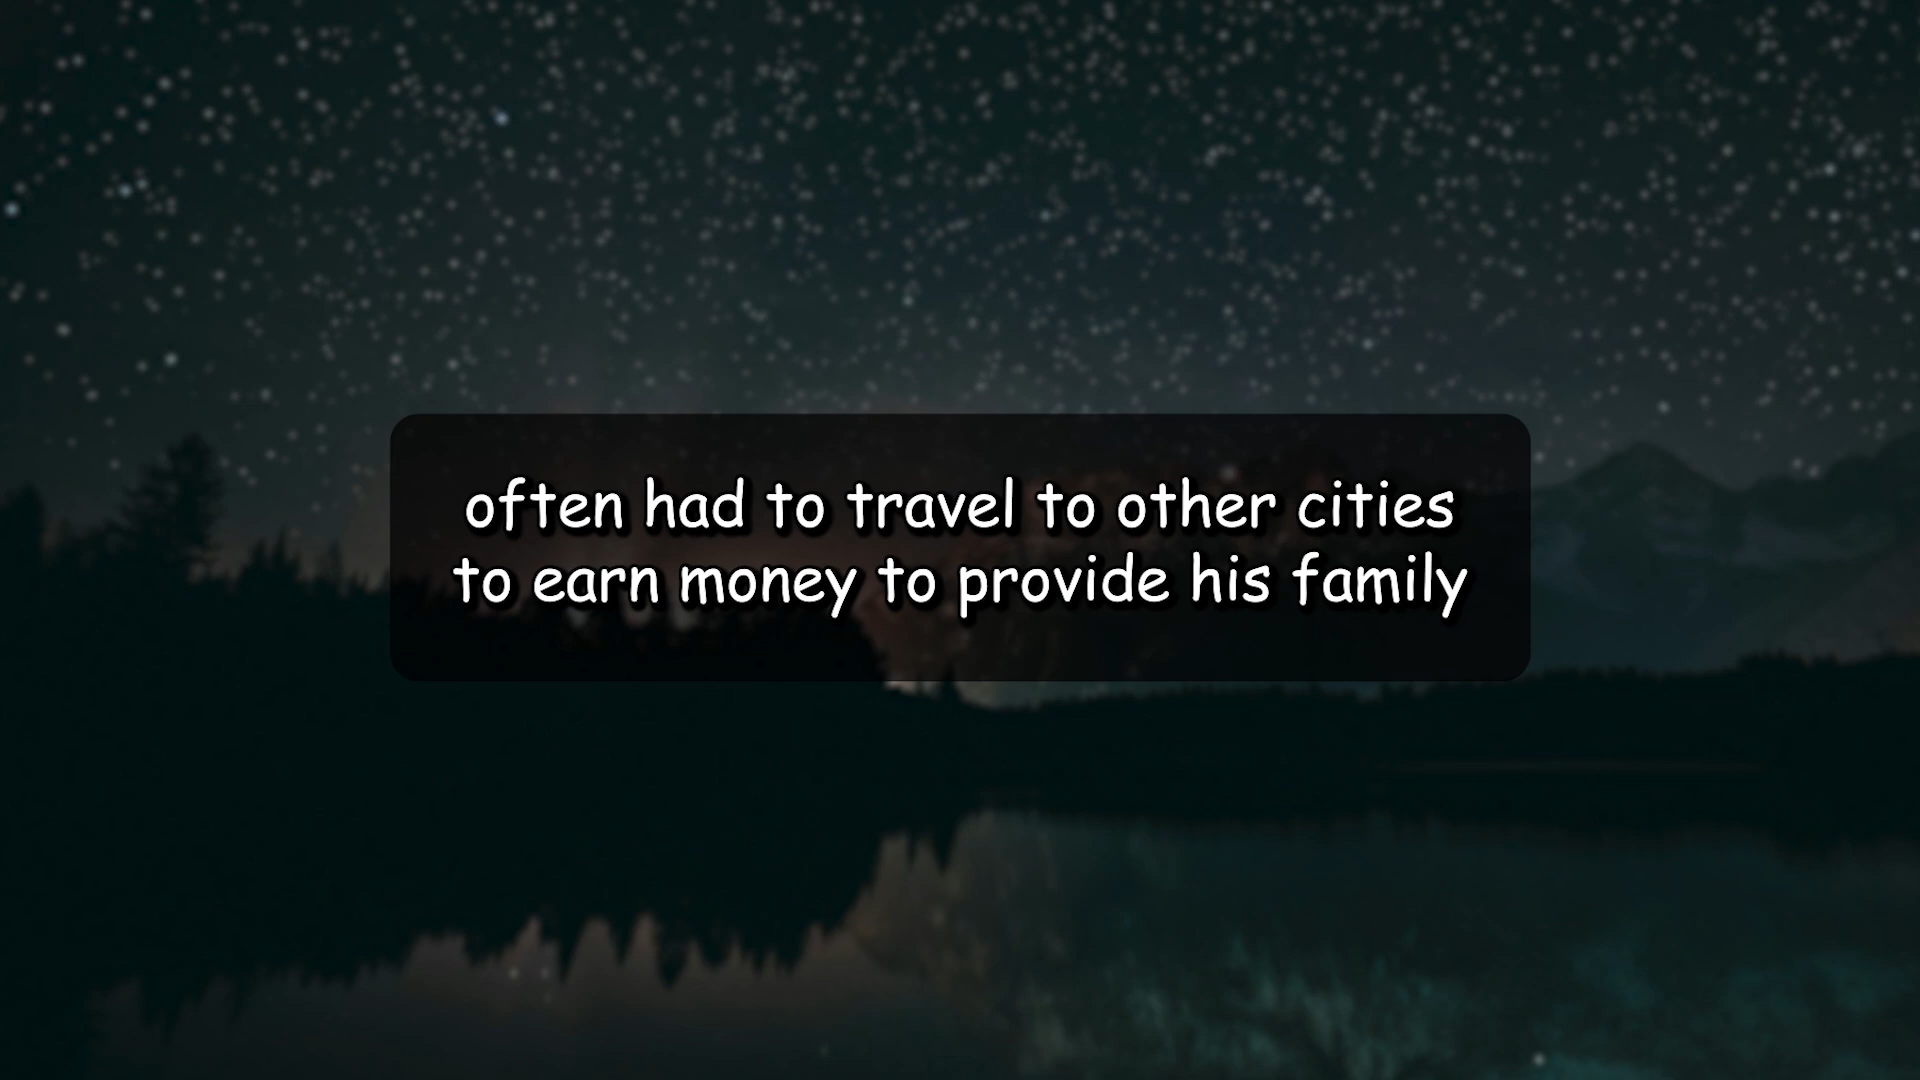 often had to travel to other cities
to earn money to provide his family